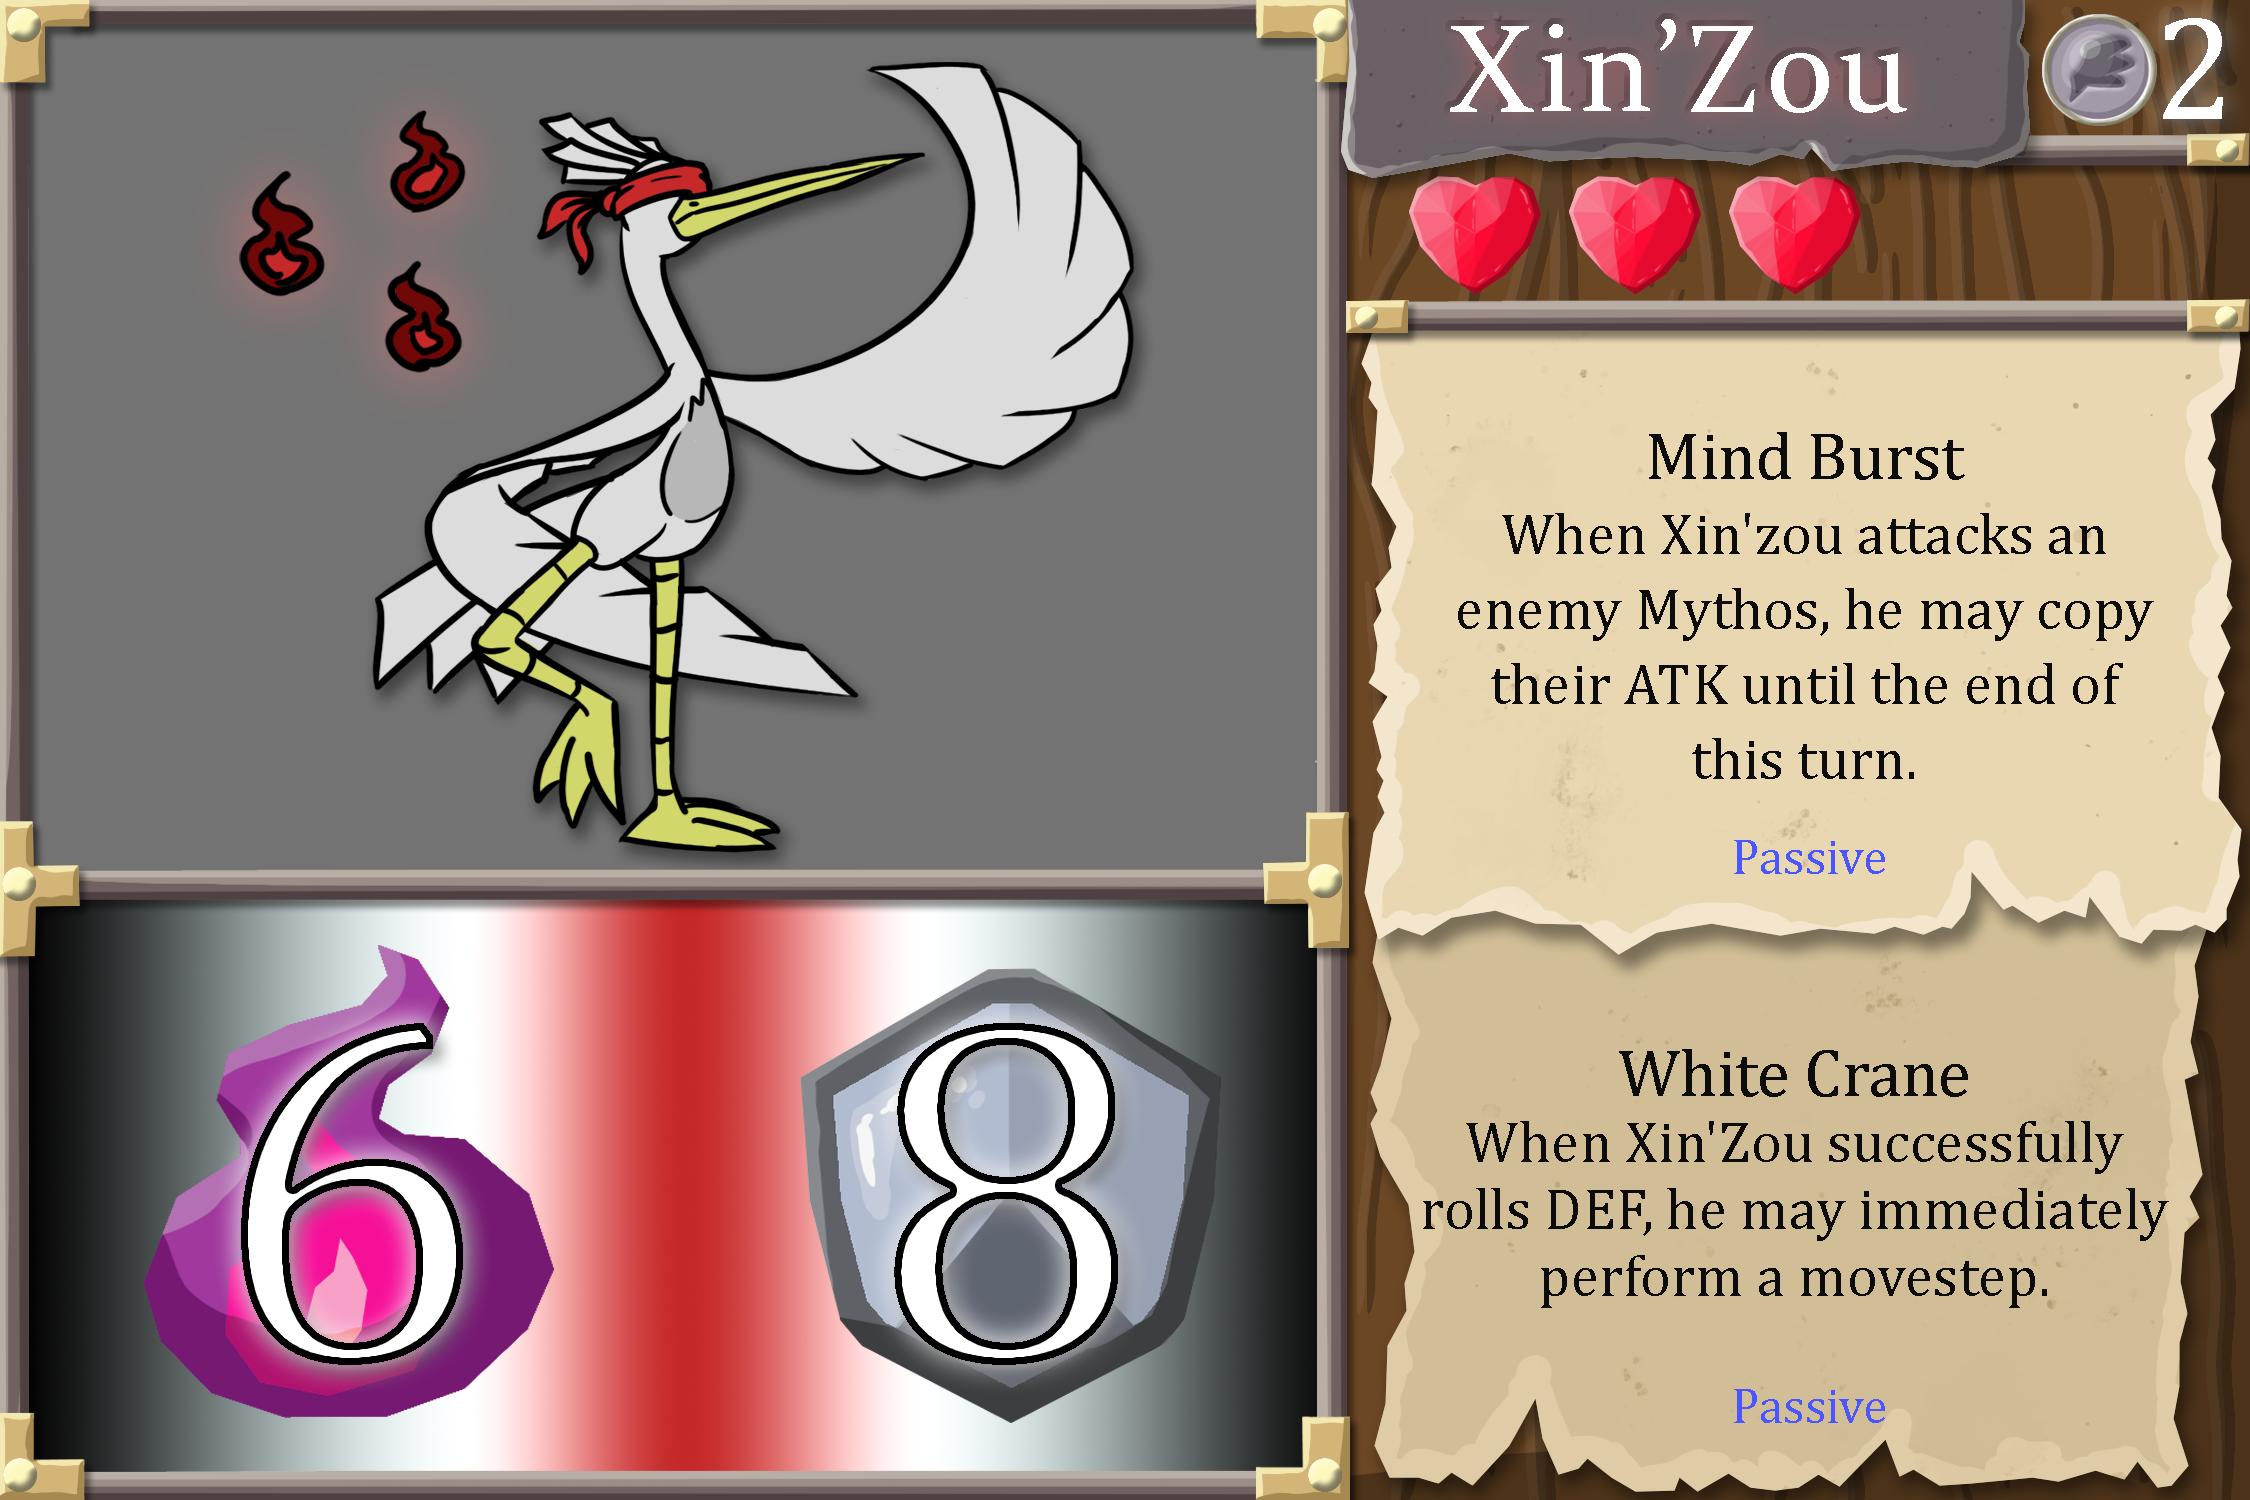 Xin’Zou
2
Mind Burst
When Xin'zou attacks an
enemy Mythos, he may copy
their ATK until the end of
this turn.
Passive
White Crane
When Xin'Zou successfully
rolls DEF, he may immediately
perform a movestep.
Passive
6
8